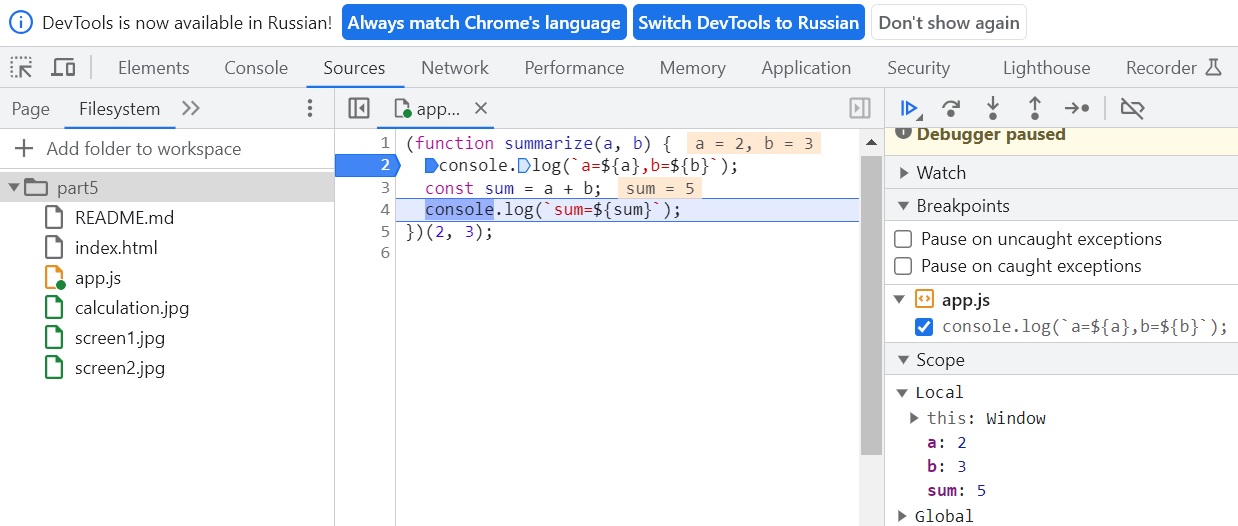 DevTools is now available in Russian! Always match Chrome's language Switch DevTools to Russian Don't show again
Elements Console Sources Network Performance Memory Application Security Lighthouse Recorder
Page Filesystem
app...
Add folder to workspace
part5
README.md
index.html
app.js
calculation.jpg
screen1.jpg
screen2.jpg
1 (function summarize(a, b) { a = 2, b = 3
2 console.log(`a=${a},b=${b}`);
3 const sum = a + b; sum = 5
4 console.log(`sum=${sum}`);
5 })(2, 3);
6
Debugger paused
Watch
Breakpoints
Pause on uncaught exceptions
Pause on caught exceptions
app.js
console.log(`a=${a},b=${b}`);
Scope
Local
this: Window
a: 2
b: 3
sum: 5
Global